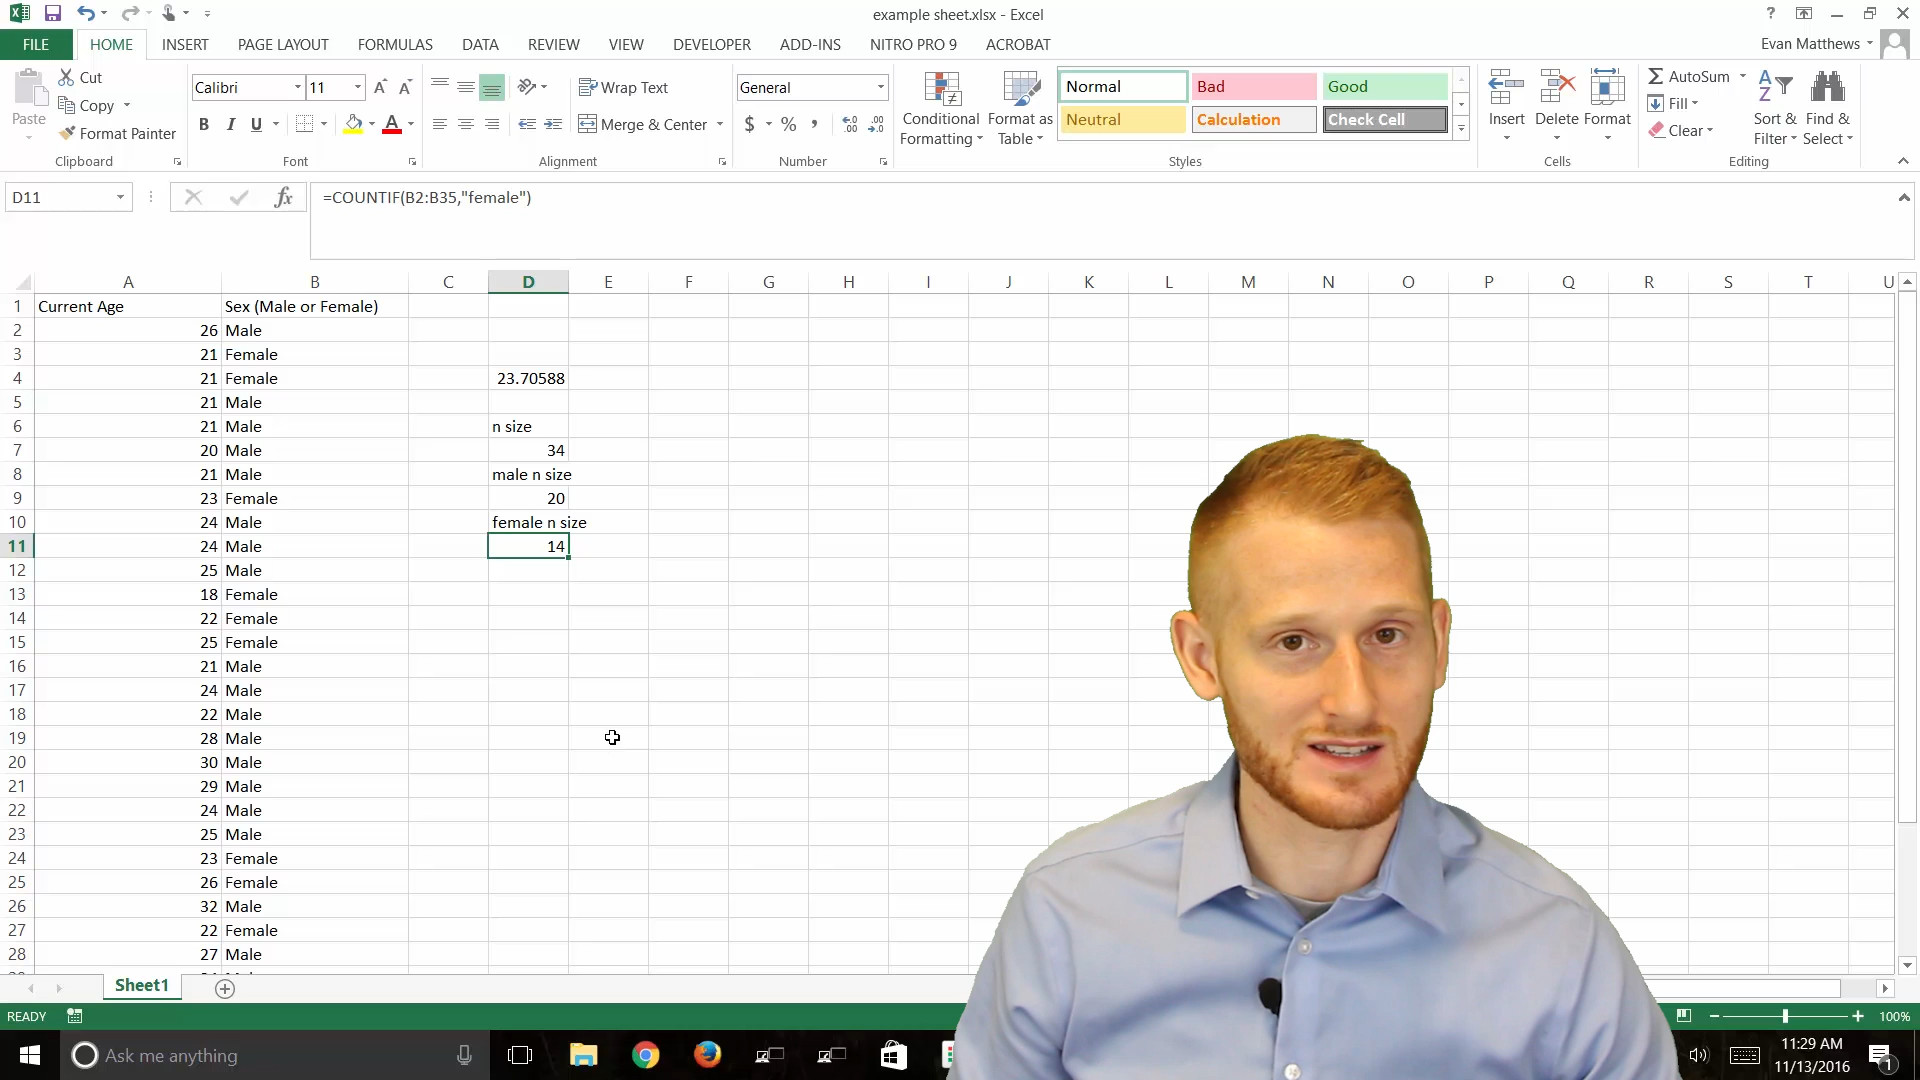 example sheet.xlsx - Excel
?
FILE HOME INSERT PAGE LAYOUT FORMULAS DATA REVIEW VIEW DEVELOPER ADD-INS NITRO PRO 9 ACROBAT Evan Matthews
Paste
Cut
Copy
Format Painter
Clipboard
Calibri 11 A A
B I U A
Font
Wrap Text
Merge & Center
Alignment
General
$ % ,
Number
Conditional Formatting
Format as Table
Normal Bad Good
Neutral Calculation Check Cell
Styles
Insert Delete Format
Cells
AutoSum
Fill
Clear
Sort & Filter
Find & Select
Editing
D11 fx =COUNTIF(B2:B35,"female")
A B C D E F G H I J K L M N O P Q R S T U
1 Current Age Sex (Male or Female)
2 26 Male
3 21 Female
4 21 Female 23.70588
5 21 Male
6 21 Male n size
7 20 Male 34
8 21 Male male n size
9 23 Female 20
10 24 Male female n size
11 24 Male 14
12 25 Male
13 18 Female
14 22 Female
15 25 Female
16 21 Male
17 24 Male
18 22 Male
19 28 Male
20 30 Male
21 29 Male
22 24 Male
23 25 Male
24 23 Female
25 26 Female
26 32 Male
27 22 Female
28 27 Male
Sheet1
READY 100%
Ask me anything
11:29 AM
11/13/2016
1